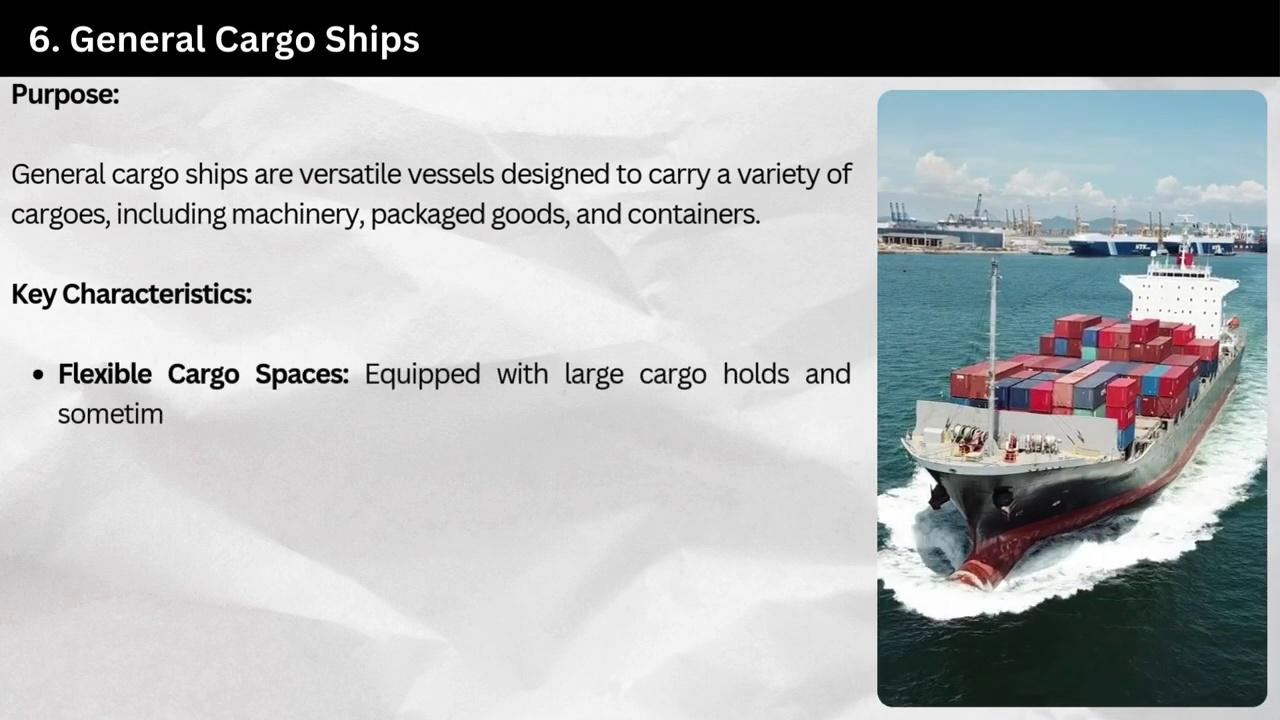 6. General Cargo Ships
Purpose:
General cargo ships are versatile vessels designed to carry a variety of
cargoes, including machinery, packaged goods, and containers.
Key Characteristics:
• Flexible Cargo Spaces: Equipped with large cargo holds and
sometim